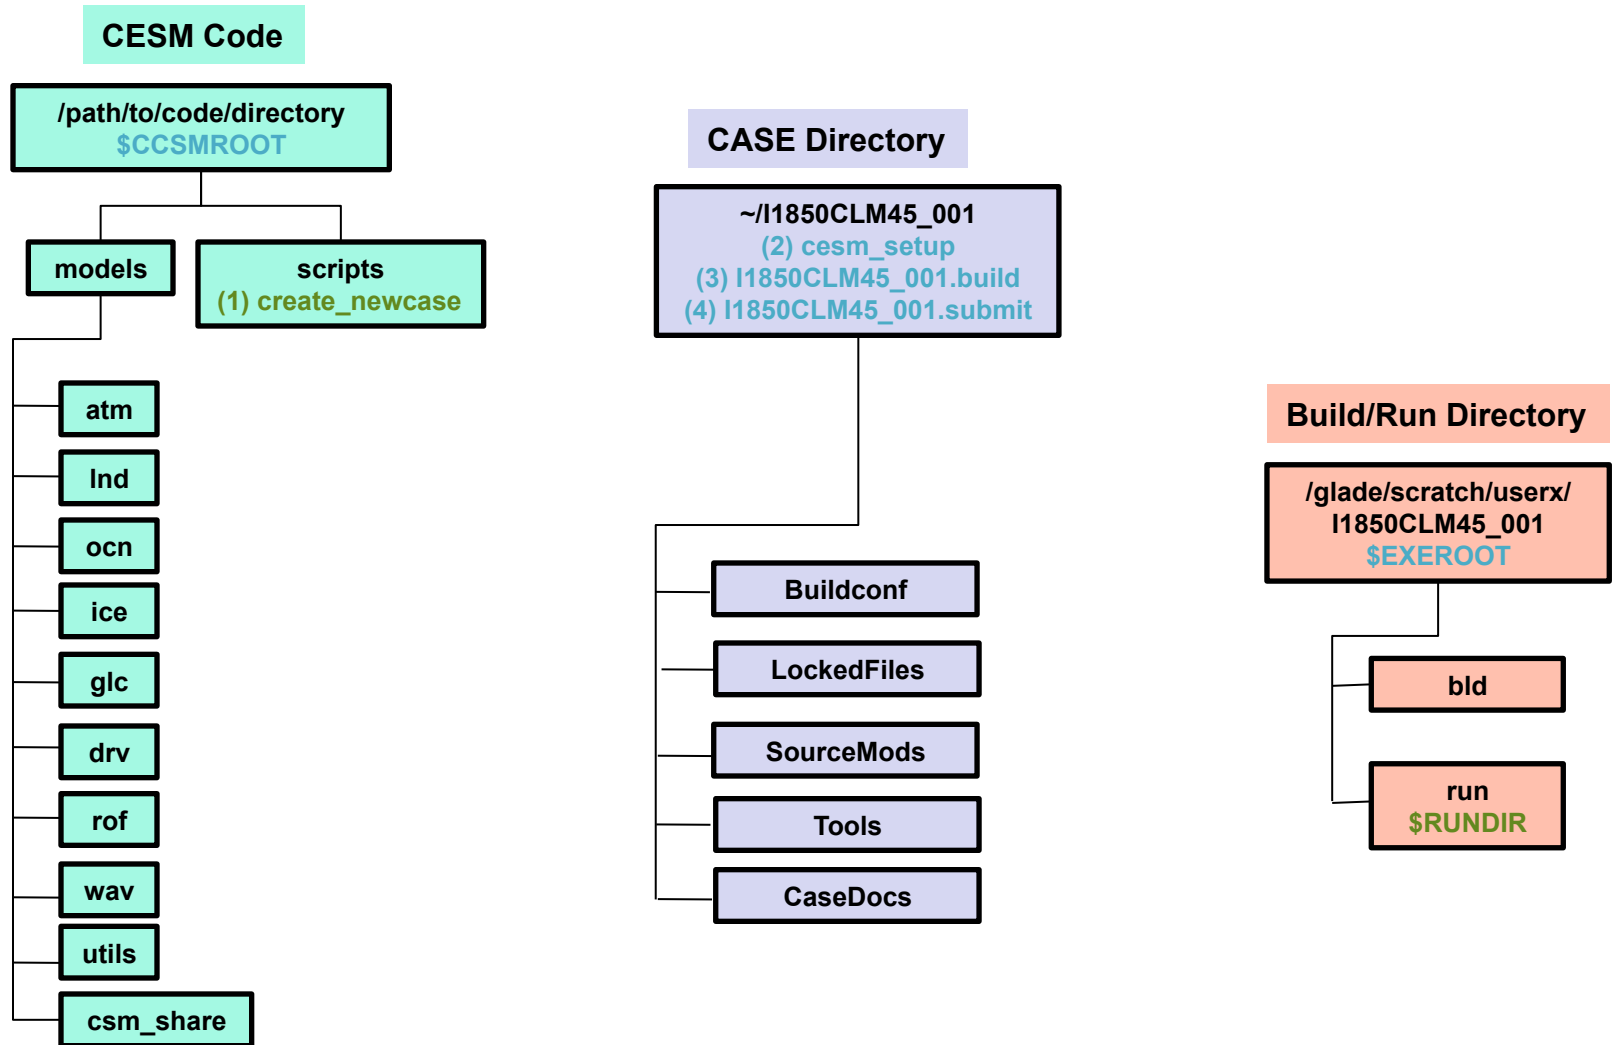 CESM Code
/path/to/code/directory
$CCSMROOT
models
scripts
(1) create_newcase
atm
lnd
ocn
ice
glc
drv
rof
wav
utils
csm_share
CASE Directory
~/I1850CLM45_001
(2) cesm_setup
(3) I1850CLM45_001.build
(4) I1850CLM45_001.submit
Buildconf
LockedFiles
SourceMods
Tools
CaseDocs
Build/Run Directory
/glade/scratch/userx/
I1850CLM45_001
$EXEROOT
bld
run
$RUNDIR